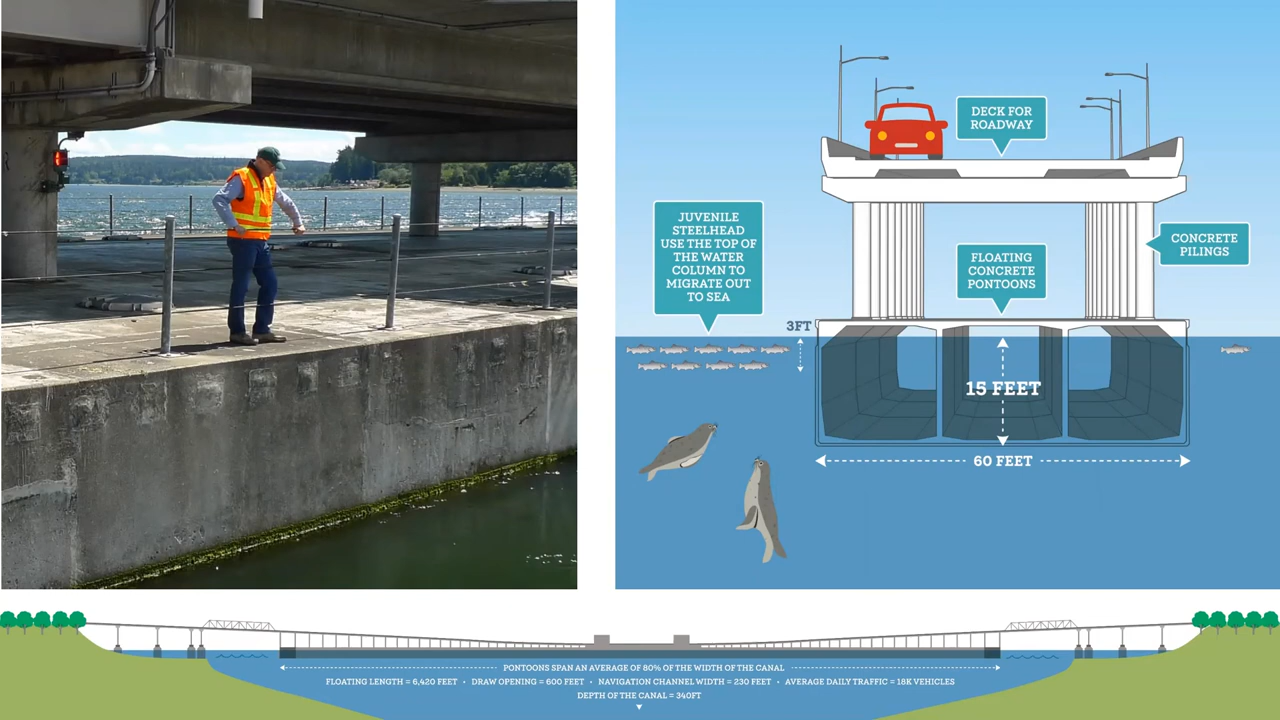 DECK FOR
ROADWAY
JUVENILE
STEELHEAD
USE THE TOP OF
THE WATER
COLUMN TO
MIGRATE OUT
TO SEA
CONCRETE
PILINGS
FLOATING
CONCRETE
PONTOONS
3FT
15 FEET
60 FEET
PONTOONS SPAN AN AVERAGE OF 80% OF THE WIDTH OF THE CANAL
FLOATING LENGTH = 6,420 FEET • DRAW OPENING = 600 FEET • NAVIGATION CHANNEL WIDTH = 230 FEET • AVERAGE DAILY TRAFFIC = 18K VEHICLES
DEPTH OF THE CANAL = 340FT